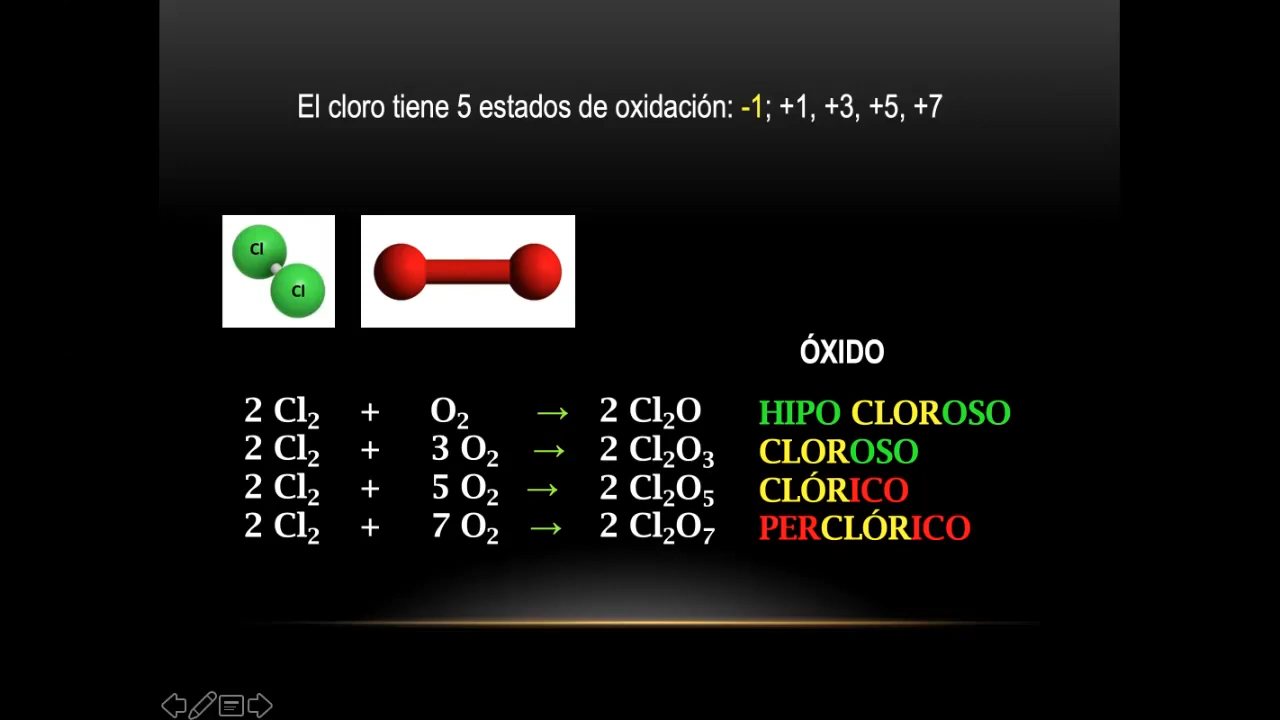 El cloro tiene 5 estados de oxidación: -1; +1, +3, +5, +7
Cl
Cl
ÓXIDO
2 Cl₂ + O₂ → 2 Cl₂O HIPO CLOROSO
2 Cl₂ + 3 O₂ → 2 Cl₂O₃ CLOROSO
2 Cl₂ + 5 O₂ → 2 Cl₂O₅ CLÓRICO
2 Cl₂ + 7 O₂ → 2 Cl₂O₇ PERCLÓRICO